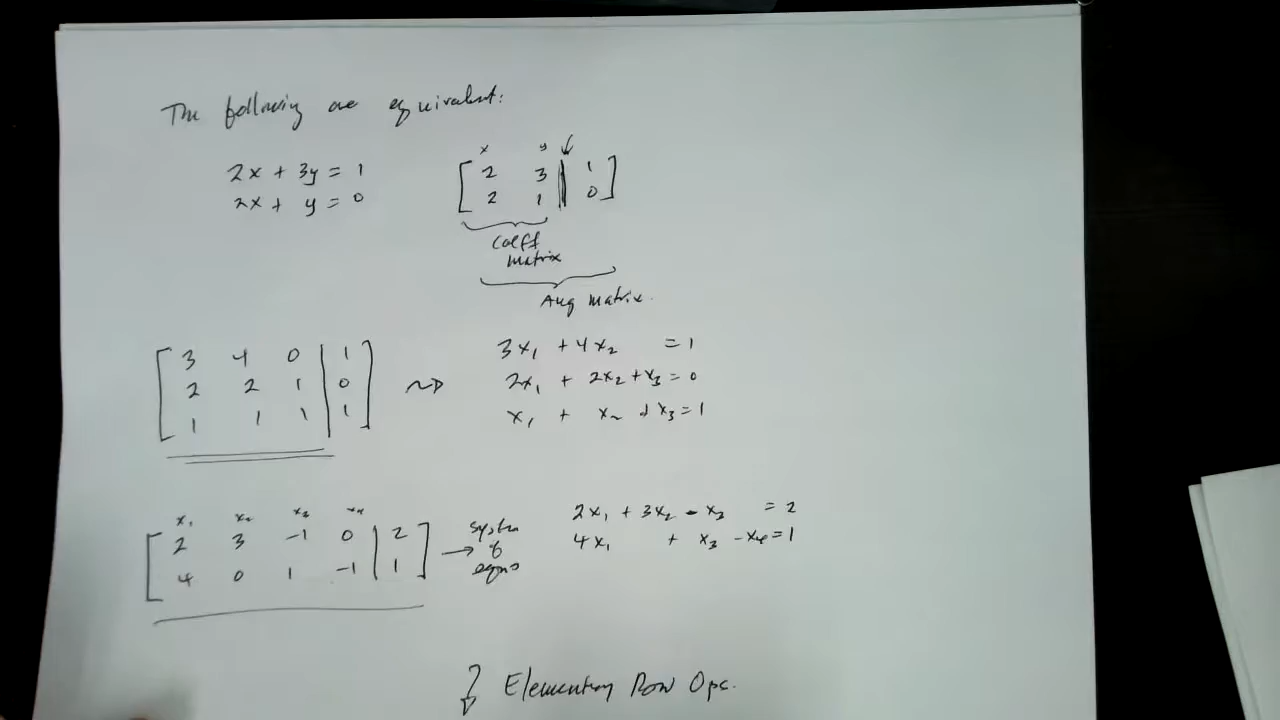 The following are equivalent:
2x + 3y = 1
2x + y = 0
x y
[ 2 3 | 1 ]
[ 2 1 | 0 ]
Coeff
matrix
Aug matrix.
[ 3 4 0 | 1 ]
[ 2 2 1 | 0 ]
[ 1 1 1 | 1 ]
3x₁ + 4x₂ = 1
2x₁ + 2x₂ + x₃ = 0
x₁ + x₂ + x₃ = 1
x₁ x₂ x₃ x₄
[ 2 3 -1 0 | 2 ]
[ 4 0 1 -1 | 1 ]
→ system
of
eqns
2x₁ + 3x₂ - x₃ = 2
4x₁ + x₃ - x₄ = 1
Elementary Row Ops.